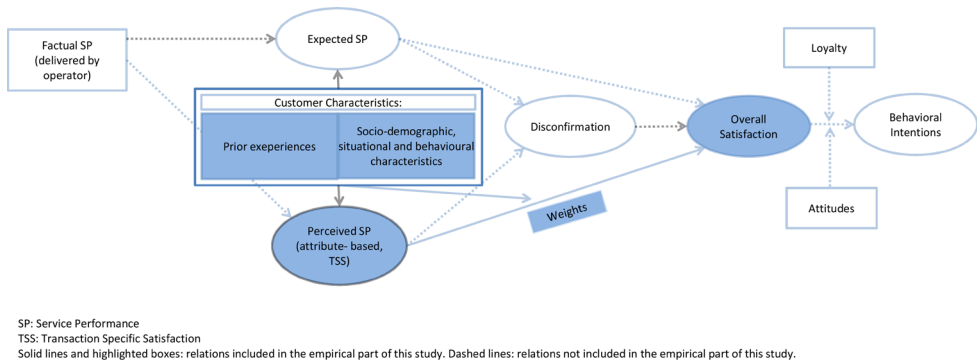 Factual SP
(delivered by
operator)
Expected SP
Customer Characteristics:
Prior exeperiences
Socio-demographic,
situational and behavioural
characteristics
Perceived SP
(attribute- based,
TSS)
Disconfirmation
Weights
Overall
Satisfaction
Loyalty
Behavioral
Intentions
Attitudes
SP: Service Performance
TSS: Transaction Specific Satisfaction
Solid lines and highlighted boxes: relations included in the empirical part of this study. Dashed lines: relations not included in the empirical part of this study.